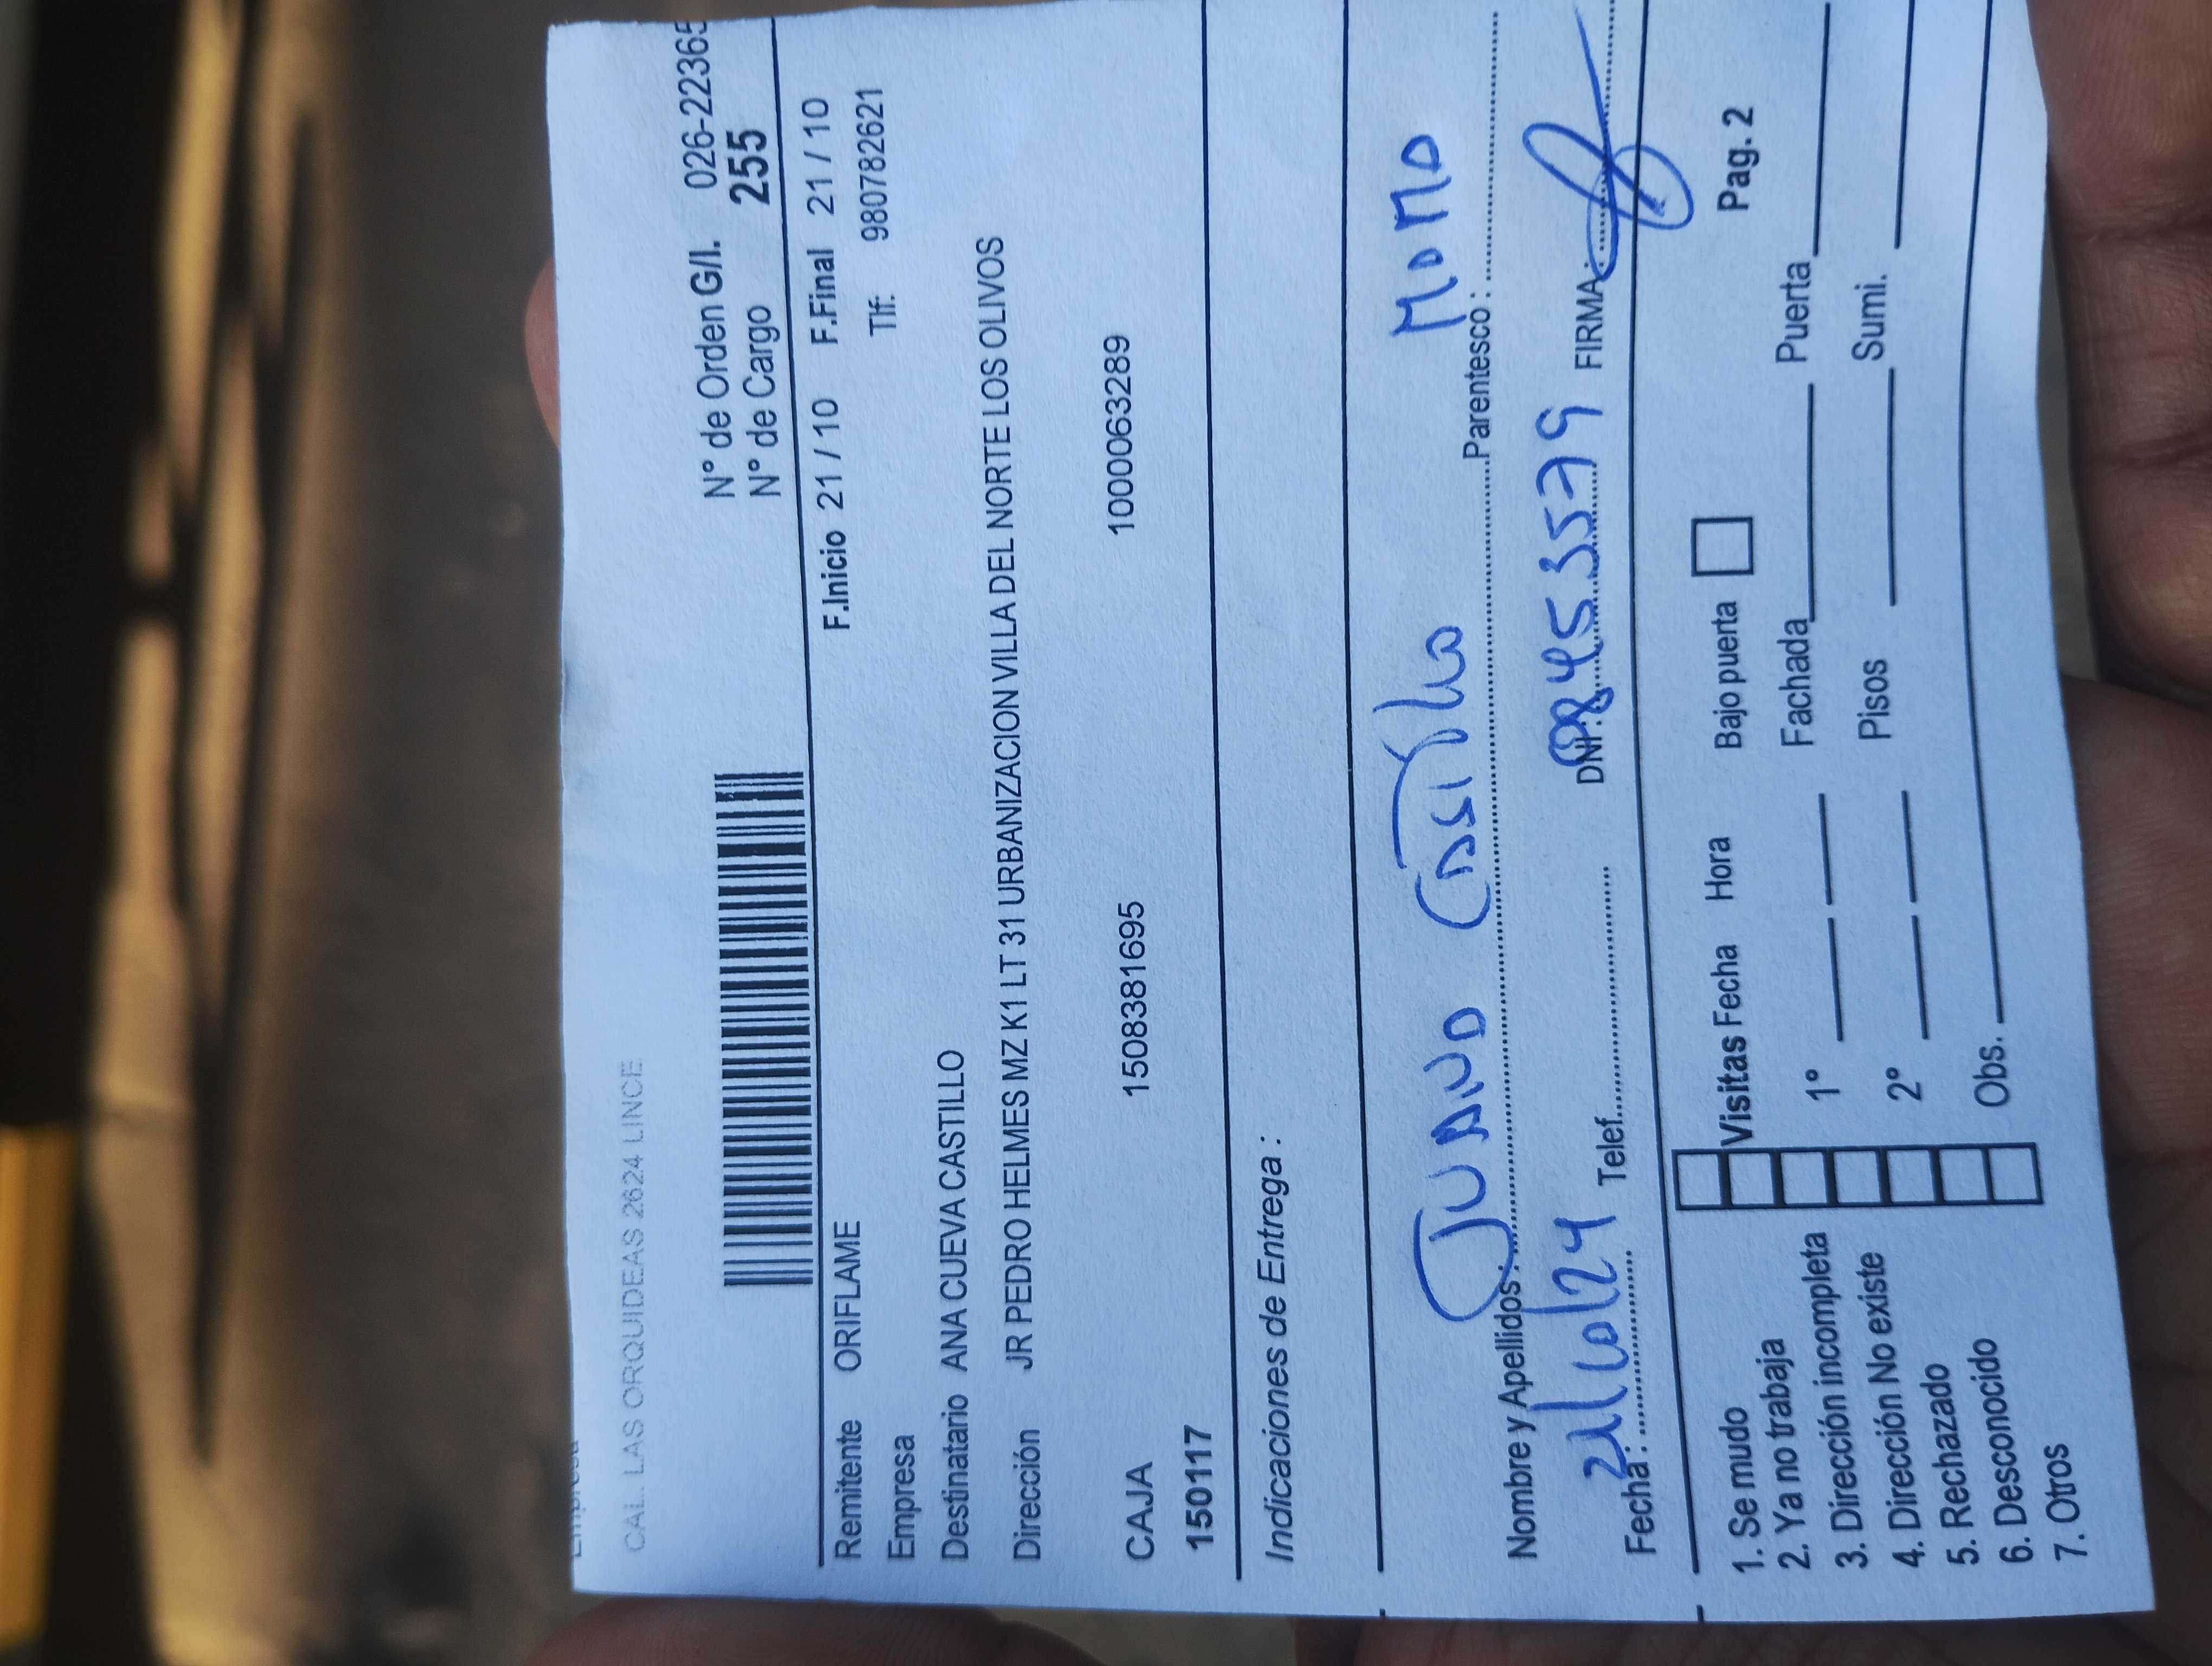 CAL. LAS ORQUIDEAS 2624 LINCE
N° de Orden G/I. 026-22365
N° de Cargo 255
F.Inicio 21 / 10 F.Final 21 / 10
Remitente ORIFLAME Tlf: 980782621
Empresa
Destinatario ANA CUEVA CASTILLO
Dirección JR PEDRO HELMES MZ K1 LT 31 URBANIZACION VILLA DEL NORTE LOS OLIVOS
CAJA 1508381695 1000063289
150117
Indicaciones de Entrega :
Nombre y Apellidos: Castillo Parentesco :
Fecha : 21/10/24 Telef. DNI: FIRMA:
1. Se mudo Visitas Fecha Hora Bajo puerta Pag. 2
2. Ya no trabaja
3. Dirección incompleta 1° Fachada Puerta
4. Dirección No existe
5. Rechazado 2° Pisos Sumi.
6. Desconocido
7. Otros Obs.